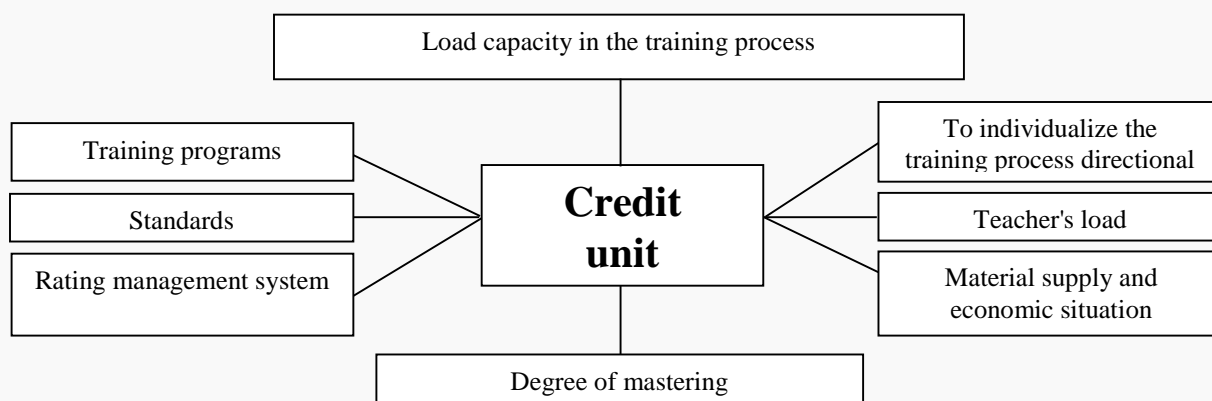 Load capacity in the training process
Training programs
Standards
Rating management system
Credit
unit
To individualize the
training process directional
Teacher's load
Material supply and
economic situation
Degree of mastering